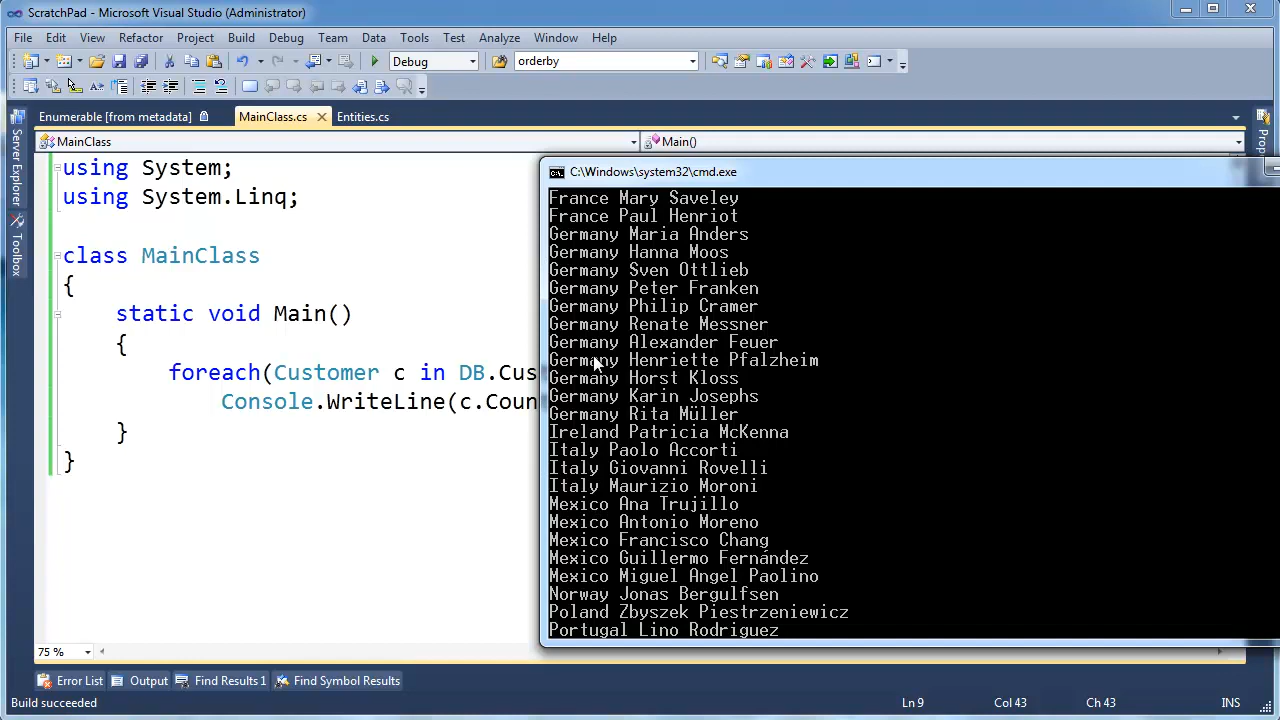 ScratchPad - Microsoft Visual Studio (Administrator)
File Edit View Refactor Project Build Debug Team Data Tools Test Analyze Window Help
Debug orderby
Enumerable [from metadata] MainClass.cs Entities.cs
MainClass Main()
Server Explorer
Toolbox
Prop
using System;
using System.Linq;
class MainClass
{
static void Main()
{
foreach(Customer c in DB.Cus
Console.WriteLine(c.Coun
}
}
C:\Windows\system32\cmd.exe
France Mary Saveley
France Paul Henriot
Germany Maria Anders
Germany Hanna Moos
Germany Sven Ottlieb
Germany Peter Franken
Germany Philip Cramer
Germany Renate Messner
Germany Alexander Feuer
Germany Henriette Pfalzheim
Germany Horst Kloss
Germany Karin Josephs
Germany Rita Müller
Ireland Patricia McKenna
Italy Paolo Accorti
Italy Giovanni Rovelli
Italy Maurizio Moroni
Mexico Ana Trujillo
Mexico Antonio Moreno
Mexico Francisco Chang
Mexico Guillermo Fernández
Mexico Miguel Angel Paolino
Norway Jonas Bergulfsen
Poland Zbyszek Piestrzeniewicz
Portugal Lino Rodriguez
75 %
Error List Output Find Results 1 Find Symbol Results
Build succeeded Ln 9 Col 43 Ch 43 INS